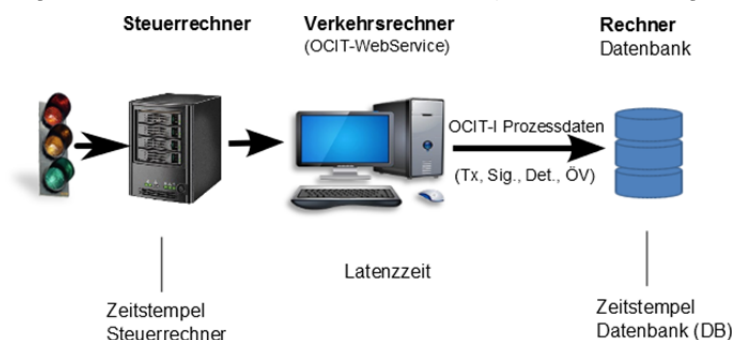 Steuerrechner
Verkehrsrechner
(OCIT-WebService)
Rechner
Datenbank
OCIT-I Prozessdaten
(Tx, Sig., Det., ÖV)
Latenzzeit
Zeitstempel
Steuerrechner
Zeitstempel
Datenbank (DB)